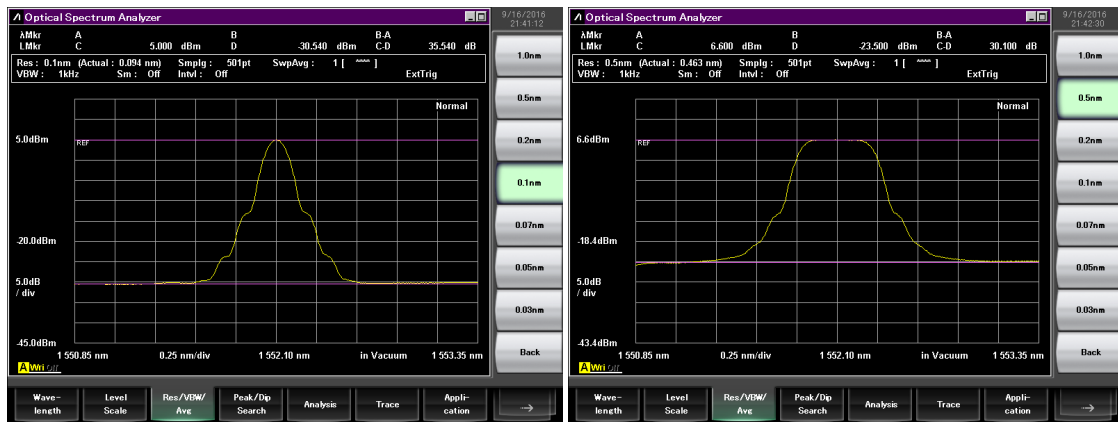 Optical Spectrum Analyzer
9/16/2016
21:41:12
λMkr A B B-A
LMkr C 5.000 dBm D -30.540 dBm C-D 35.540 dB
Res : 0.1nm (Actual : 0.094 nm) Smplg : 501pt SwpAvg : 1 [ ]
VBW : 1kHz Sm : Off Intvl : Off ExtTrig
Normal
5.0dBm
REF
-20.0dBm
5.0dB
/ div
-45.0dBm
1 550.85 nm 0.25 nm/div 1 552.10 nm in Vacuum 1 553.35 nm
A Wri Off
1.0nm
0.5nm
0.2nm
0.1nm
0.07nm
0.05nm
0.03nm
Back
Wave-
length
Level
Scale
Res/VBW/
Avg
Peak/Dip
Search
Analysis
Trace
Appli-
cation
→
Optical Spectrum Analyzer
9/16/2016
21:42:30
λMkr A B B-A
LMkr C 6.600 dBm D -23.500 dBm C-D 30.100 dB
Res : 0.5nm (Actual : 0.463 nm) Smplg : 501pt SwpAvg : 1 [ ]
VBW : 1kHz Sm : Off Intvl : Off ExtTrig
Normal
6.6dBm
REF
-18.4dBm
5.0dB
/ div
-43.4dBm
1 550.85 nm 0.25 nm/div 1 552.10 nm in Vacuum 1 553.35 nm
A Wri Off
1.0nm
0.5nm
0.2nm
0.1nm
0.07nm
0.05nm
0.03nm
Back
Wave-
length
Level
Scale
Res/VBW/
Avg
Peak/Dip
Search
Analysis
Trace
Appli-
cation
→